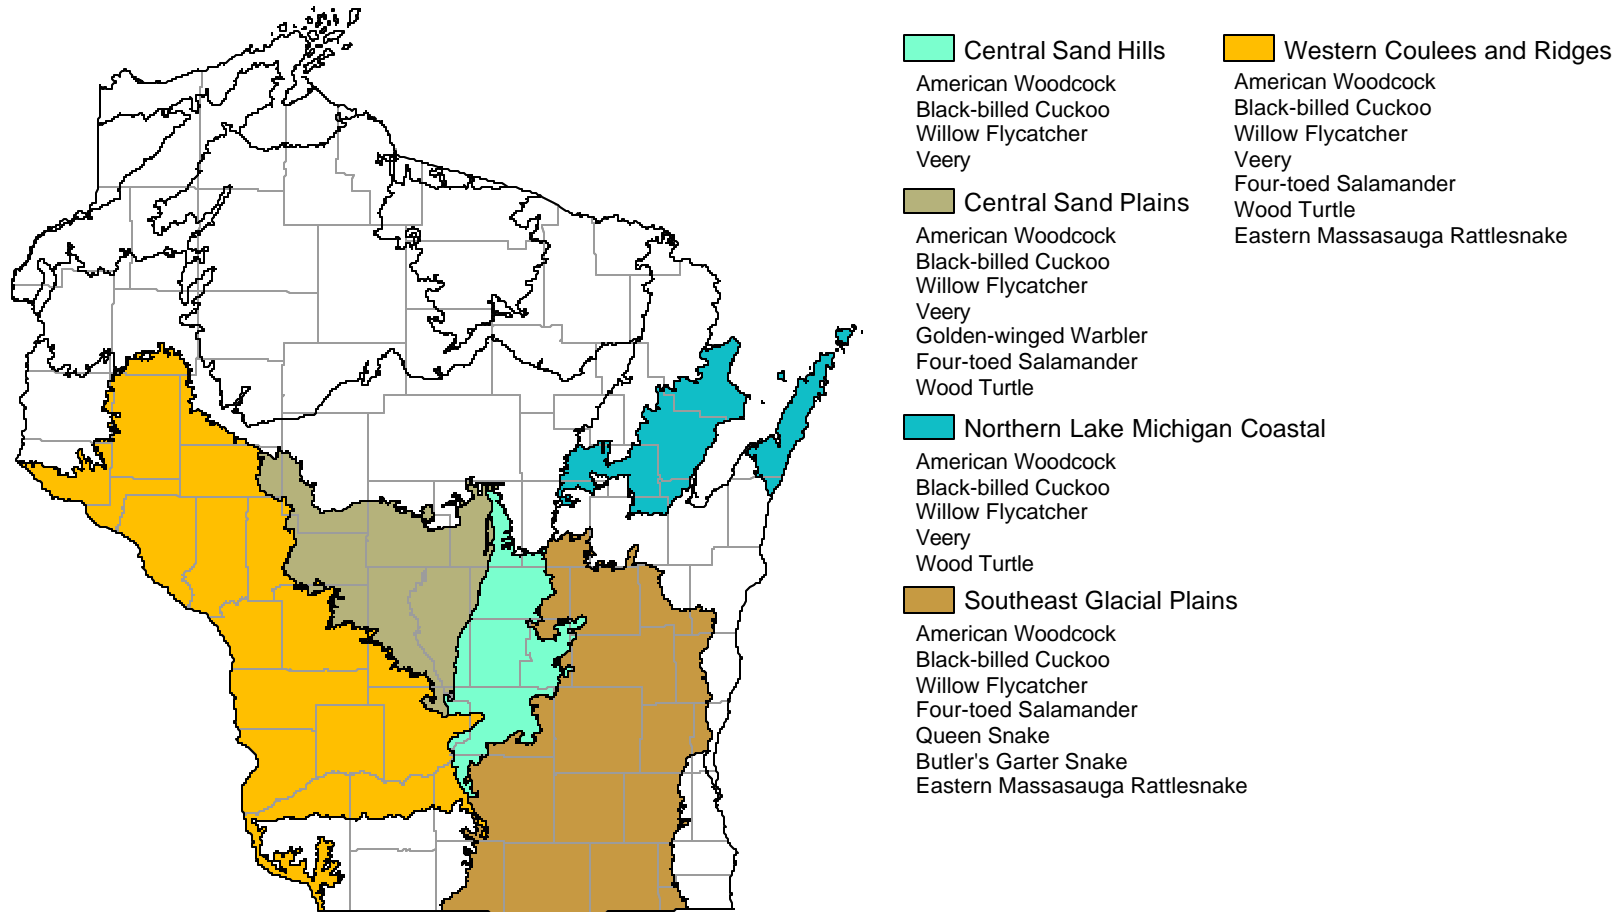 Central Sand Hills
American Woodcock
Black-billed Cuckoo
Willow Flycatcher
Veery
Central Sand Plains
American Woodcock
Black-billed Cuckoo
Willow Flycatcher
Veery
Golden-winged Warbler
Four-toed Salamander
Wood Turtle
Northern Lake Michigan Coastal
American Woodcock
Black-billed Cuckoo
Willow Flycatcher
Veery
Wood Turtle
Southeast Glacial Plains
American Woodcock
Black-billed Cuckoo
Willow Flycatcher
Four-toed Salamander
Queen Snake
Butler's Garter Snake
Eastern Massasauga Rattlesnake
Western Coulees and Ridges
American Woodcock
Black-billed Cuckoo
Willow Flycatcher
Veery
Four-toed Salamander
Wood Turtle
Eastern Massasauga Rattlesnake